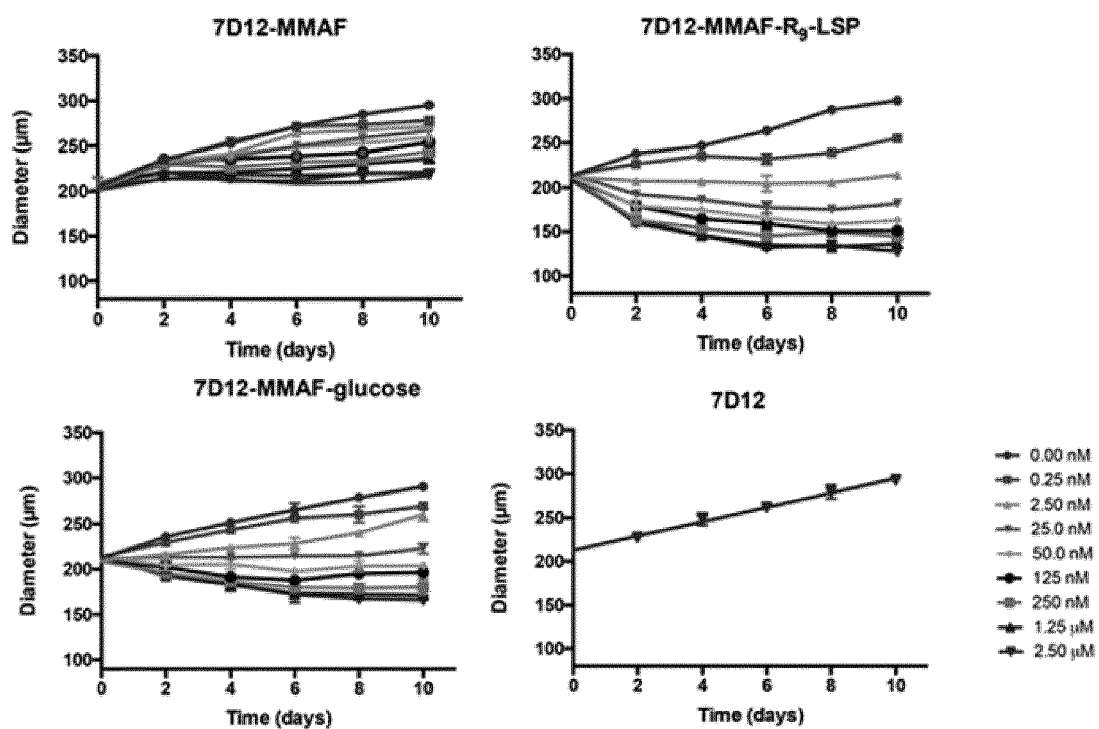 7D12-MMAF
350
300
250
200
150
100
Diameter (µm)
0 2 4 6 8 10
Time (days)
7D12-MMAF-R9-LSP
350
300
250
200
150
100
Diameter (µm)
0 2 4 6 8 10
Time (days)
7D12-MMAF-glucose
350
300
250
200
150
100
Diameter (µm)
0 2 4 6 8 10
Time (days)
7D12
350
300
250
200
150
100
Diameter (µm)
0 2 4 6 8 10
Time (days)
0.00 nM
0.25 nM
2.50 nM
25.0 nM
50.0 nM
125 nM
250 nM
1.25 µM
2.50 µM